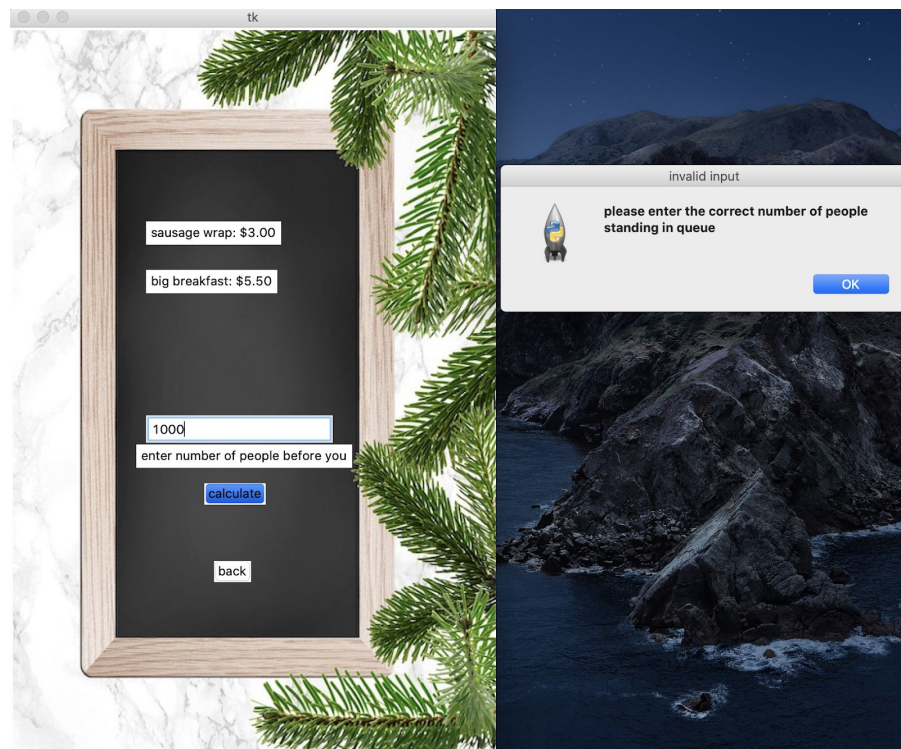 tk
sausage wrap: $3.00
big breakfast: $5.50
1000
enter number of people before you
calculate
back
invalid input
please enter the correct number of people
standing in queue
OK